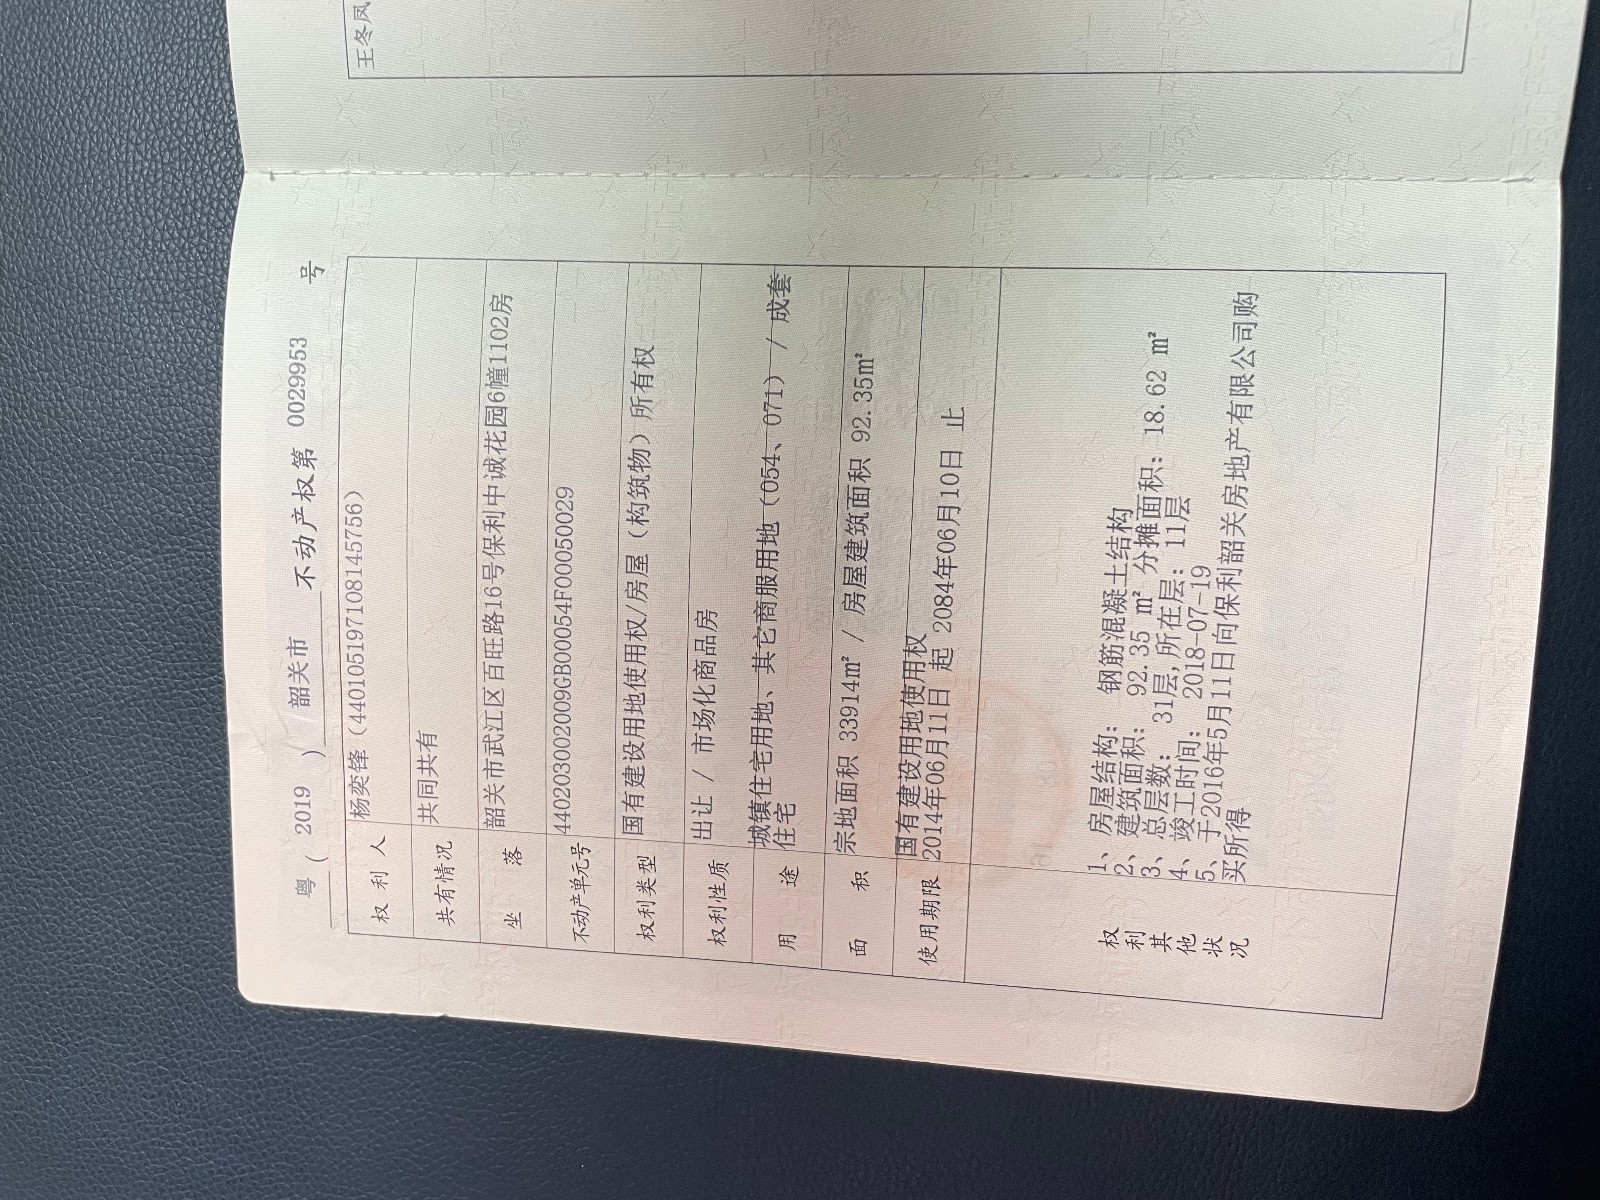 粤（ 2019 ） 韶关市 不动产权第 0029953 号
权利人 杨奕锋（440105197108145756）
共有情况 共同共有
坐落 韶关市武江区百旺路16号保利中诚花园6幢1102房
不动产单元号 440203002009GB00054F00050029
权利类型 国有建设用地使用权/房屋（构筑物）所有权
权利性质 出让 / 市场化商品房
用途 城镇住宅用地、其它商服用地（054、071） / 成套
住宅
面积 宗地面积 33914㎡ / 房屋建筑面积 92.35㎡
使用期限 国有建设用地使用权
2014年06月11日 起 2084年06月10日 止
权利其他状况
1、房屋结构： 钢筋混凝土结构
2、建筑面积： 92.35 ㎡ 分摊面积：18.62 ㎡
3、总层数： 31层,所在层：11层
4、竣工时间： 2018-07-19
5、于2016年5月11日向保利韶关房地产有限公司购
买所得
王冬凤